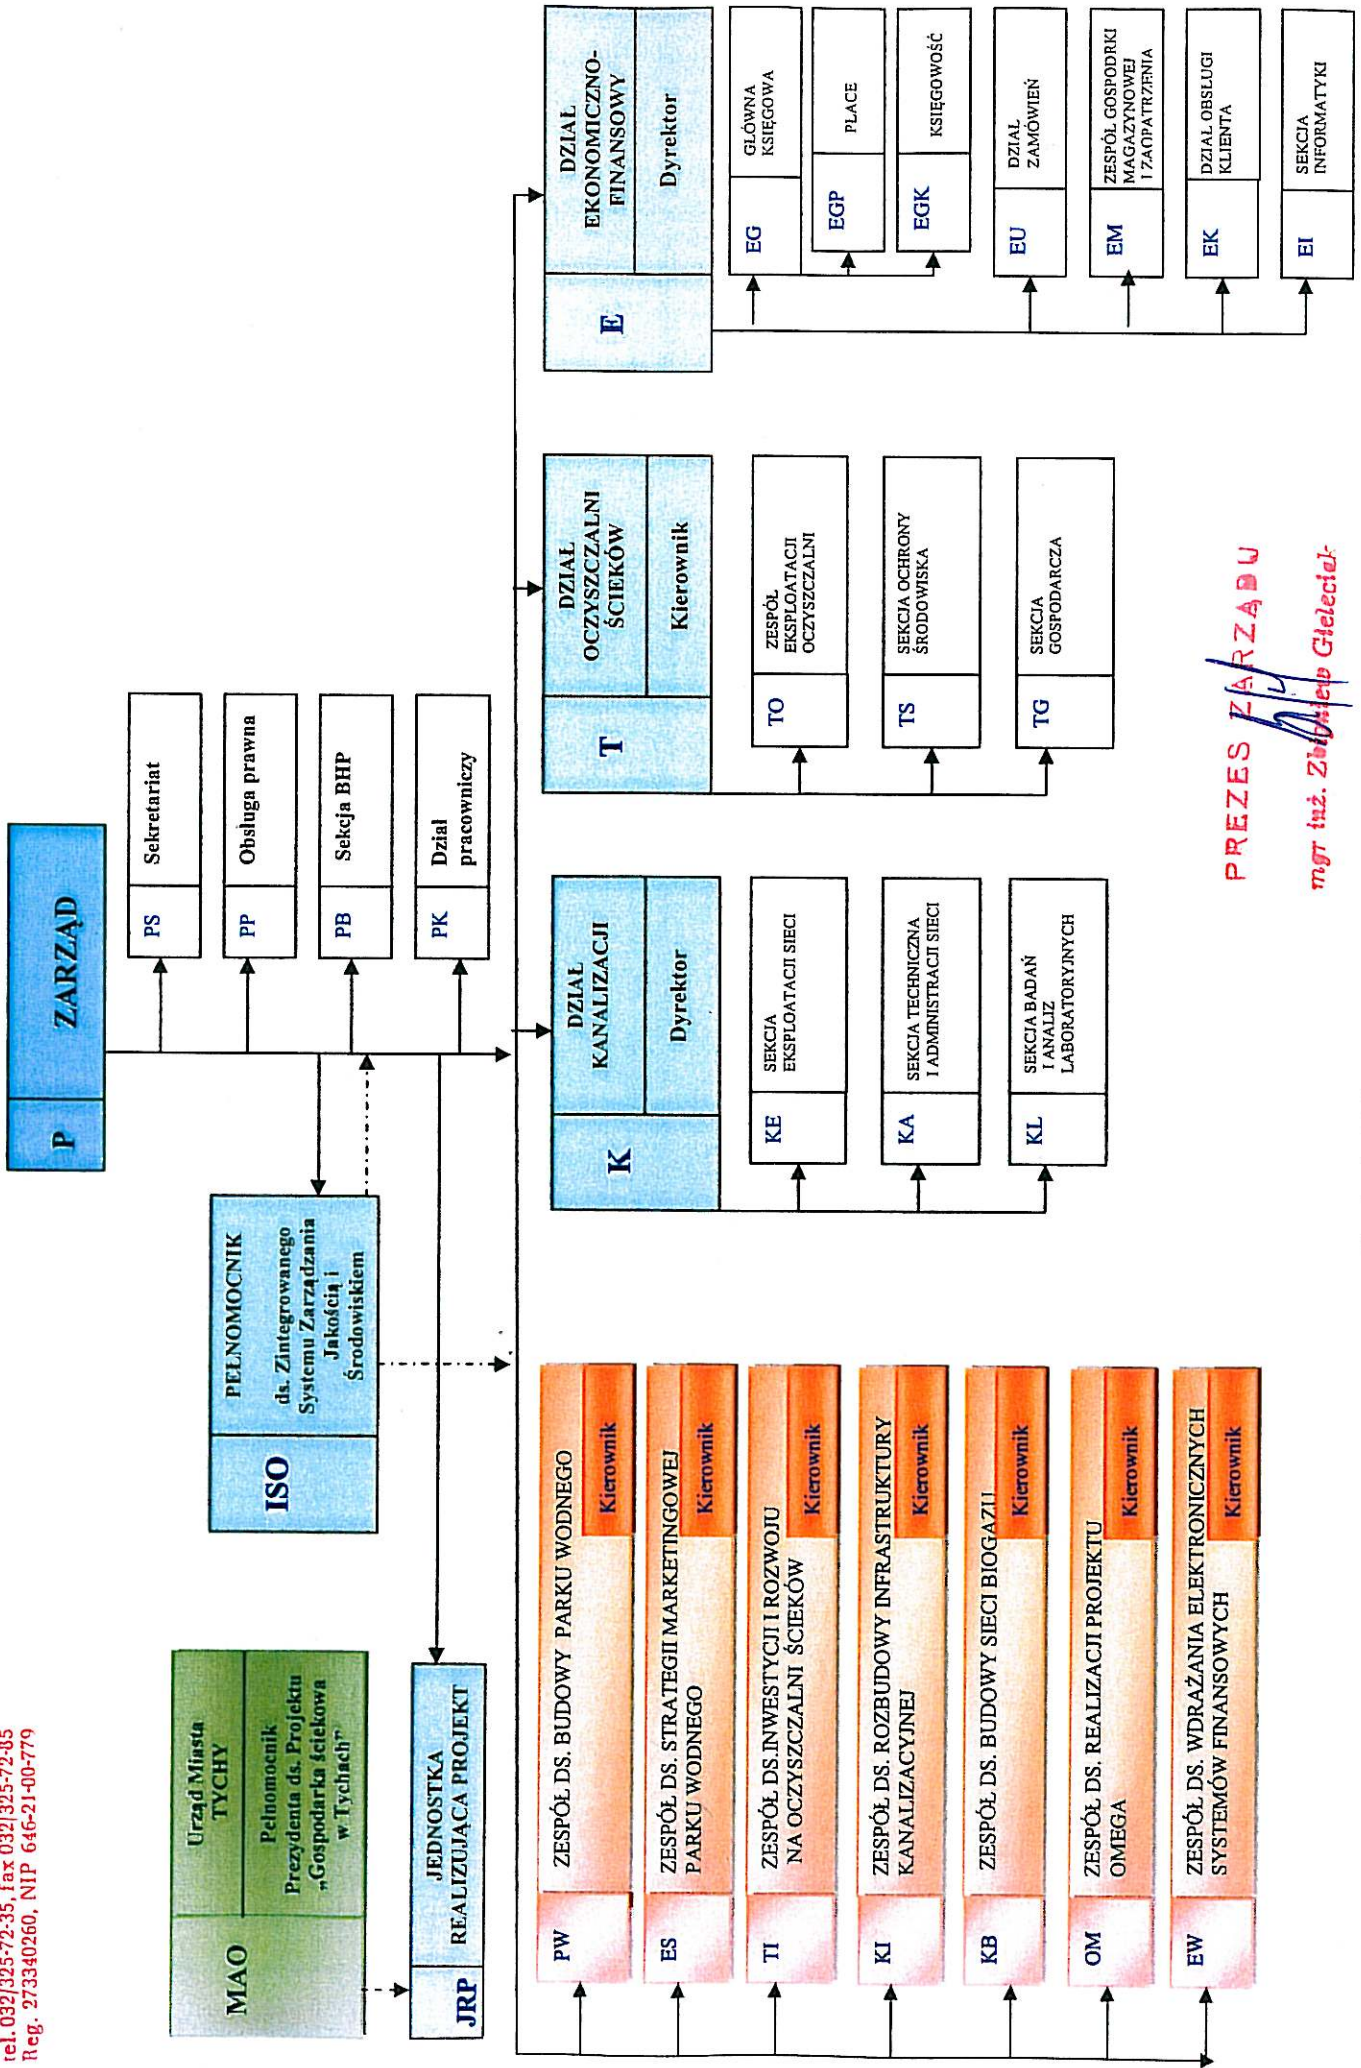 tel. 032/325-72-35, fax 032/325-72-85
Reg. 273340260, NIP 646-21-00-779
P
ZARZĄD
PS
Sekretariat
PP
Obsługa prawna
PB
Sekcja BHP
PK
Dział
pracowniczy
ISO
PEŁNOMOCNIK
ds. Zintegrowanego
Systemu Zarządzania
Jakością i
Środowiskiem
MAO
Urząd Miasta
TYCHY
Pełnomocnik
Prezydenta ds. Projektu
„Gospodarka ściekowa
w Tychach”
JRP
JEDNOSTKA
REALIZUJĄCA PROJEKT
PW
ZESPÓŁ DS. BUDOWY PARKU WODNEGO
Kierownik
ES
ZESPÓŁ DS. STRATEGII MARKETINGOWEJ
PARKU WODNEGO
Kierownik
TI
ZESPÓŁ DS.INWESTYCJI I ROZWOJU
NA OCZYSZCZALNI ŚCIEKÓW
Kierownik
KI
ZESPÓŁ DS. ROZBUDOWY INFRASTRUKTURY
KANALIZACYJNEJ
Kierownik
KB
ZESPÓŁ DS. BUDOWY SIECI BIOGAZU
Kierownik
OM
ZESPÓŁ DS. REALIZACJI PROJEKTU
OMEGA
Kierownik
EW
ZESPÓŁ DS. WDRAŻANIA ELEKTRONICZNYCH
SYSTEMÓW FINANSOWYCH
Kierownik
K
DZIAŁ
KANALIZACJI
Dyrektor
KE
SEKCJA
EKSPLOATACJI SIECI
KA
SEKCJA TECHNICZNA
I ADMINISTRACJI SIECI
KL
SEKCJA BADAŃ
I ANALIZ
LABORATORYJNYCH
T
DZIAŁ
OCZYSZCZALNI
ŚCIEKÓW
Kierownik
TO
ZESPÓŁ
EKSPLOATACJI
OCZYSZCZALNI
TS
SEKCJA OCHRONY
ŚRODOWISKA
TG
SEKCJA
GOSPODARCZA
E
DZIAŁ
EKONOMICZNO-
FINANSOWY
Dyrektor
EG
GŁÓWNA
KSIĘGOWA
EGP
PŁACE
EGK
KSIĘGOWOŚĆ
EU
DZIAŁ
ZAMÓWIEŃ
EM
ZESPÓŁ GOSPODRKI
MAGAZYNOWEJ
I ZAOPATRZENIA
EK
DZIAŁ OBSŁUGI
KLIENTA
EI
SEKCJA
INFORMATYKI
PREZES ZARZĄDU
mgr inż. Zbigniew Gieleciak